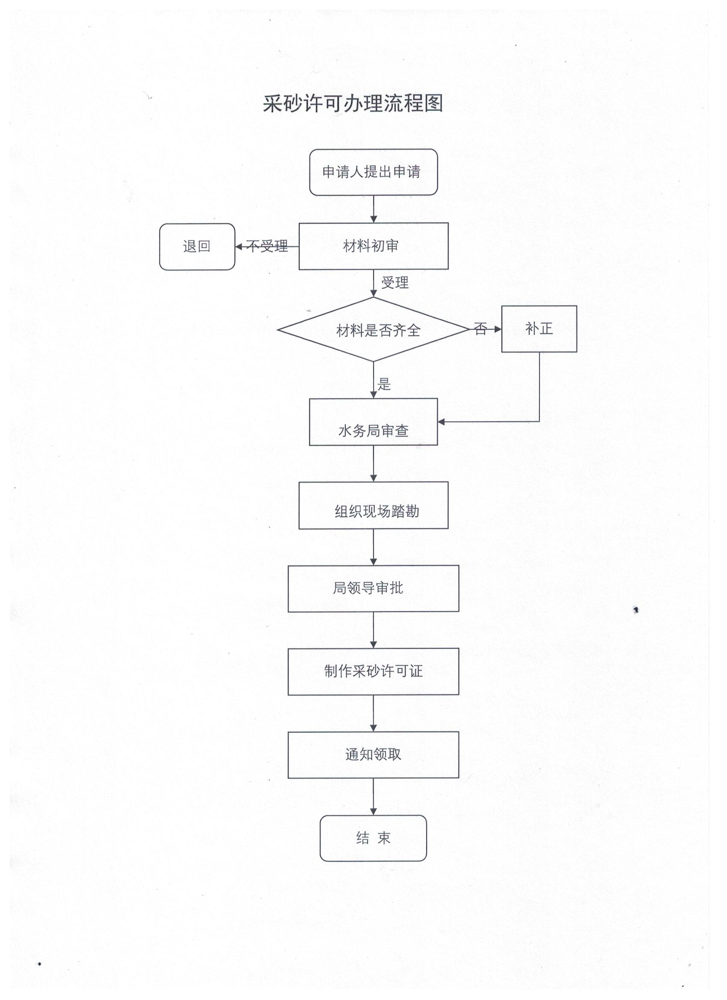 采砂许可办理流程图
申请人提出申请
退回
不受理
材料初审
受理
材料是否齐全
否
补正
是
水务局审查
组织现场踏勘
局领导审批
制作采砂许可证
通知领取
结 束